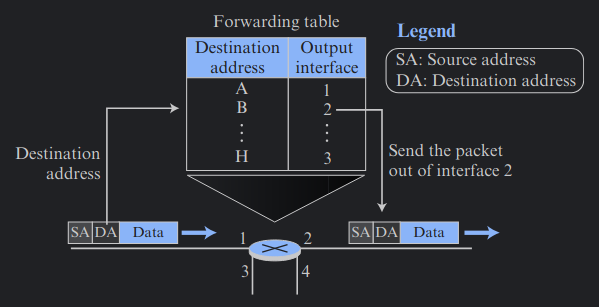 Forwarding table
Legend
SA: Source address
DA: Destination address
Destination address
Output interface
A 1
B 2
⋮ ⋮
H 3
Destination
address
Send the packet
out of interface 2
SA DA Data
SA DA Data
1 2
3 4